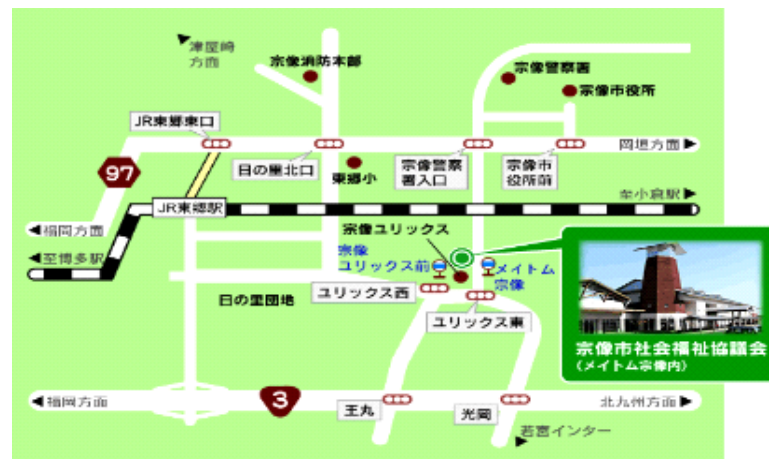 津屋崎
方面
宗像消防本部
宗像警察署
宗像市役所
JR東郷東口
97
日の里北口
東郷小
宗像警察
署入口
宗像市
役所前
岡垣方面▶
至小倉駅▶
JR東郷駅
◀福岡方面
◀至博多駅
宗像ユリックス
宗像
ユリックス前
メイトム
宗像
日の里団地
ユリックス西
ユリックス東
宗像市社会福祉協議会
(メイトム宗像内)
◀福岡方面
3
王丸
光岡
北九州方面▶
若宮インター